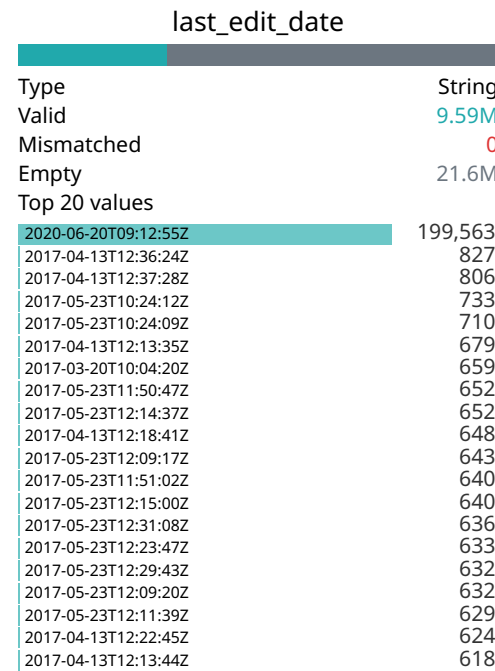 last_edit_date
Type String
Valid 9.59M
Mismatched 0
Empty 21.6M
Top 20 values
2020-06-20T09:12:55Z 199,563
2017-04-13T12:36:24Z 827
2017-04-13T12:37:28Z 806
2017-05-23T10:24:12Z 733
2017-05-23T10:24:09Z 710
2017-04-13T12:13:35Z 679
2017-03-20T10:04:20Z 659
2017-05-23T11:50:47Z 652
2017-05-23T12:14:37Z 652
2017-04-13T12:18:41Z 648
2017-05-23T12:09:17Z 643
2017-05-23T11:51:02Z 640
2017-05-23T12:15:00Z 640
2017-05-23T12:31:08Z 636
2017-05-23T12:23:47Z 633
2017-05-23T12:29:43Z 632
2017-05-23T12:09:20Z 632
2017-05-23T12:11:39Z 629
2017-04-13T12:22:45Z 624
2017-04-13T12:13:44Z 618